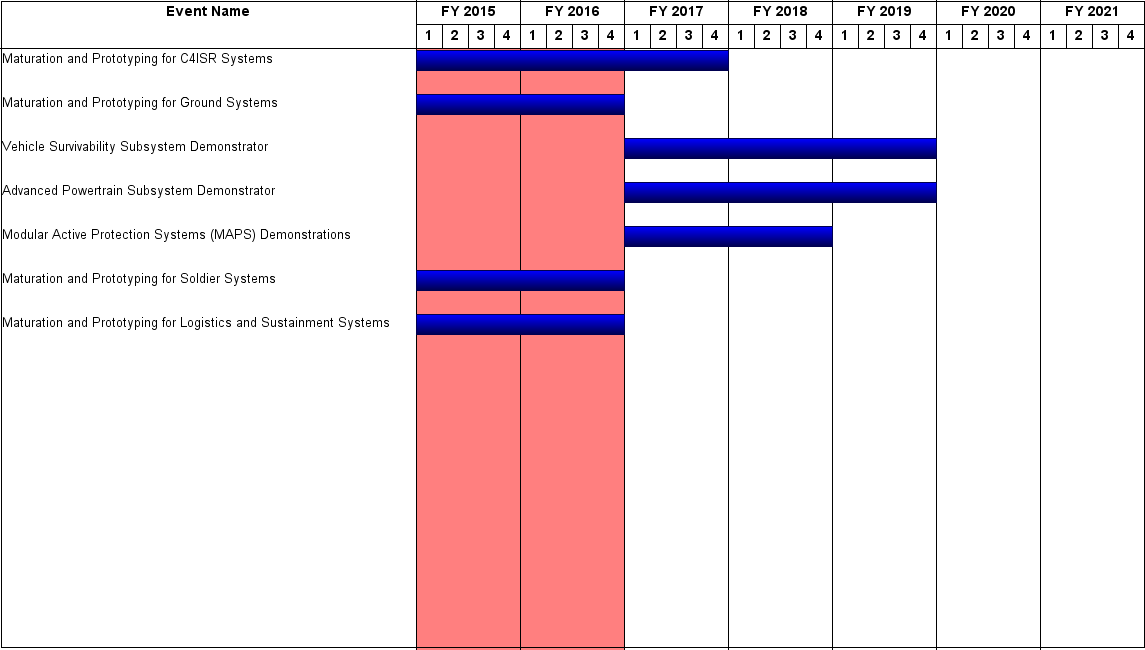 Event Name FY 2015 FY 2016 FY 2017 FY 2018 FY 2019 FY 2020 FY 2021
1 2 3 4 1 2 3 4 1 2 3 4 1 2 3 4 1 2 3 4 1 2 3 4 1 2 3 4
Maturation and Prototyping for C4ISR Systems
Maturation and Prototyping for Ground Systems
Vehicle Survivability Subsystem Demonstrator
Advanced Powertrain Subsystem Demonstrator
Modular Active Protection Systems (MAPS) Demonstrations
Maturation and Prototyping for Soldier Systems
Maturation and Prototyping for Logistics and Sustainment Systems